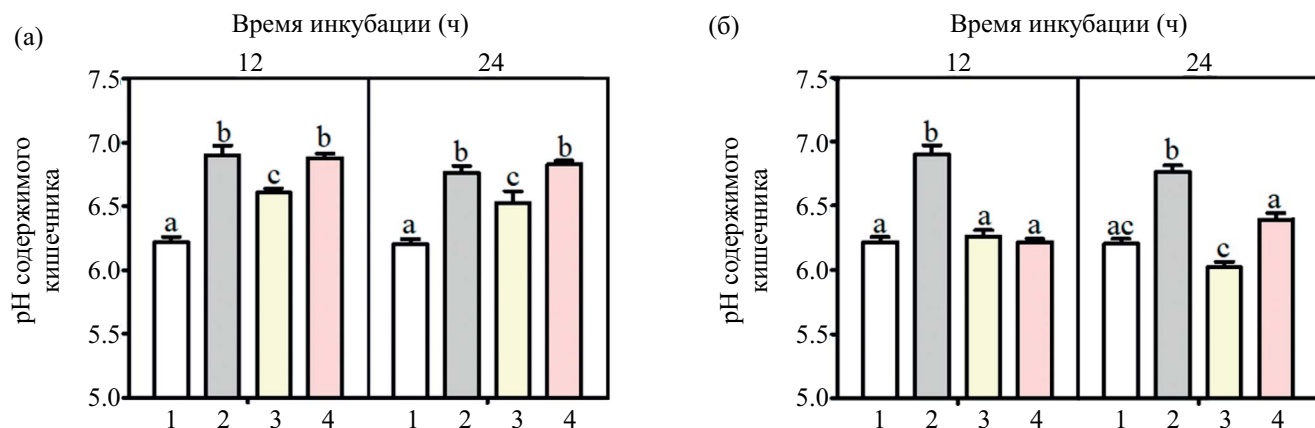 (а)
Время инкубации (ч)
12 24
pH содержимого
кишечника
7.5
7.0
6.5
6.0
5.5
5.0
a b c b a b c b
1 2 3 4 1 2 3 4
(б)
Время инкубации (ч)
12 24
pH содержимого
кишечника
7.5
7.0
6.5
6.0
5.5
5.0
a b a a ac b c a
1 2 3 4 1 2 3 4